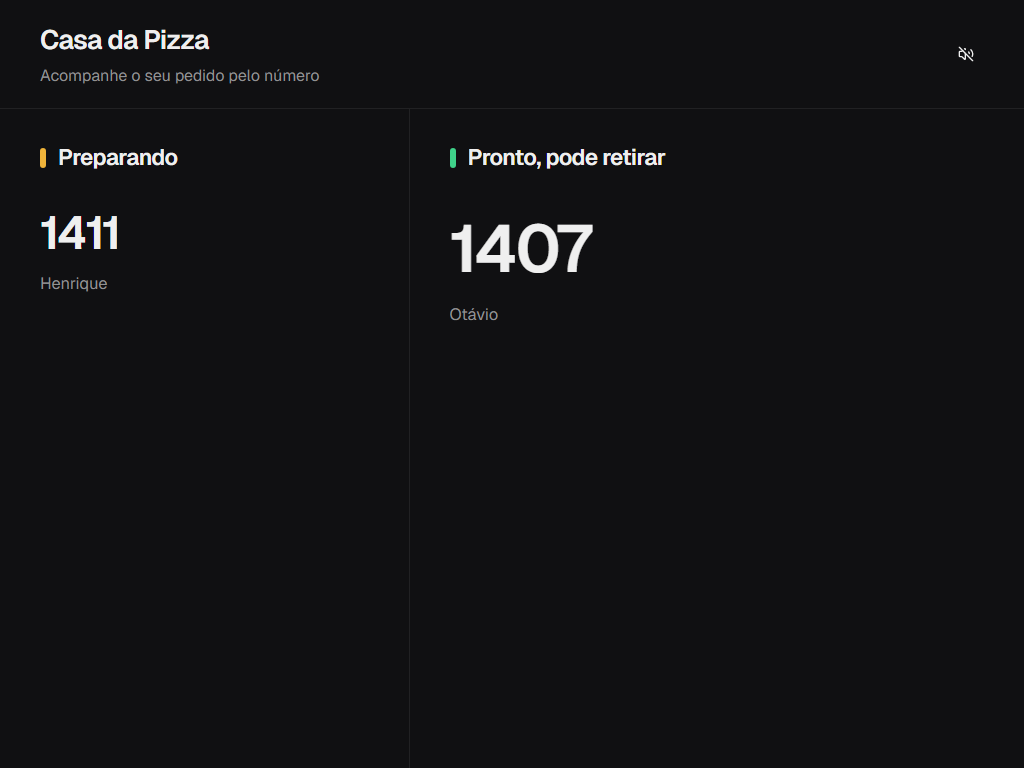 Casa da Pizza
Acompanhe o seu pedido pelo número
Preparando
1411
Henrique
Pronto, pode retirar
1407
Otávio